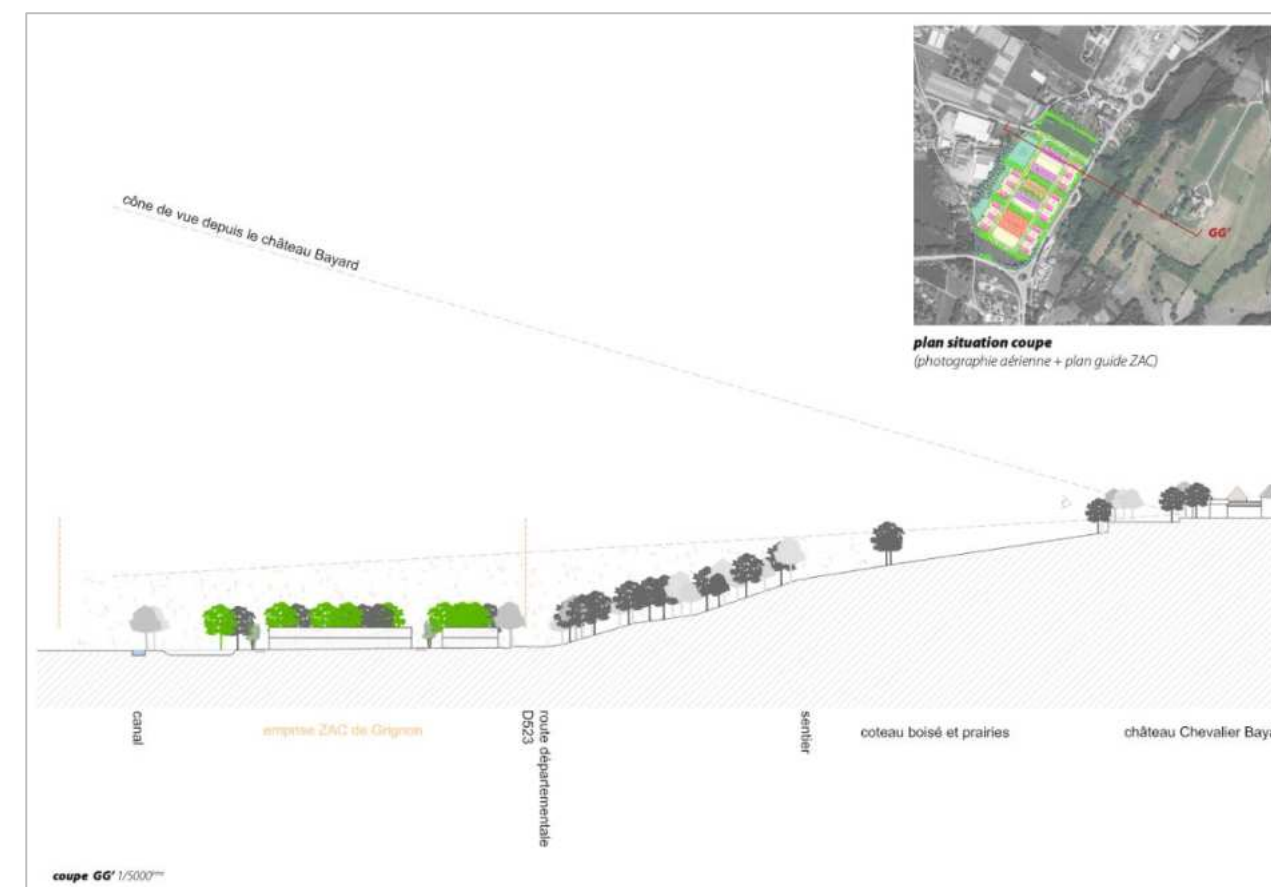 GG'
plan situation coupe
(photographie aérienne + plan guide ZAC)
cône de vue depuis le château Bayard
canal
emprise ZAC de Grignon
route départementale
D523
sentier
coteau boisé et prairies
château Chevalier Baya
coupe GG' 1/5000ème